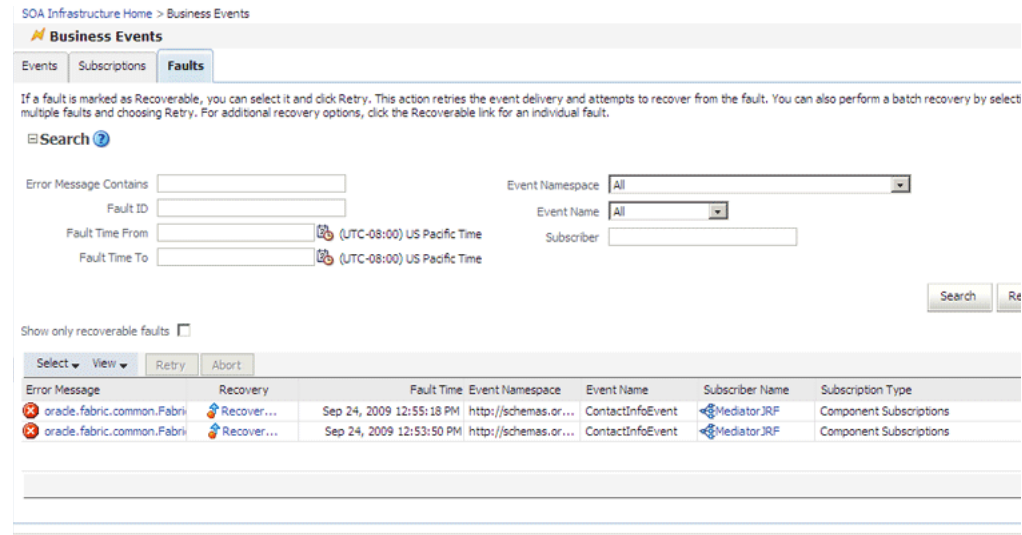 SOA Infrastructure Home > Business Events
Business Events
Events Subscriptions Faults
If a fault is marked as Recoverable, you can select it and click Retry. This action retries the event delivery and attempts to recover from the fault. You can also perform a batch recovery by selecti
multiple faults and choosing Retry. For additional recovery options, click the Recoverable link for an individual fault.
Search ?
Error Message Contains Event Namespace All
Fault ID Event Name All
Fault Time From (UTC-08:00) US Pacific Time Subscriber
Fault Time To (UTC-08:00) US Pacific Time
Search Re
Show only recoverable faults
Select View Retry Abort
Error Message Recovery Fault Time Event Namespace Event Name Subscriber Name Subscription Type
oracle.fabric.common.Fabri Recover... Sep 24, 2009 12:55:18 PM http://schemas.or... ContactInfoEvent MediatorJRF Component Subscriptions
oracle.fabric.common.Fabri Recover... Sep 24, 2009 12:53:50 PM http://schemas.or... ContactInfoEvent MediatorJRF Component Subscriptions